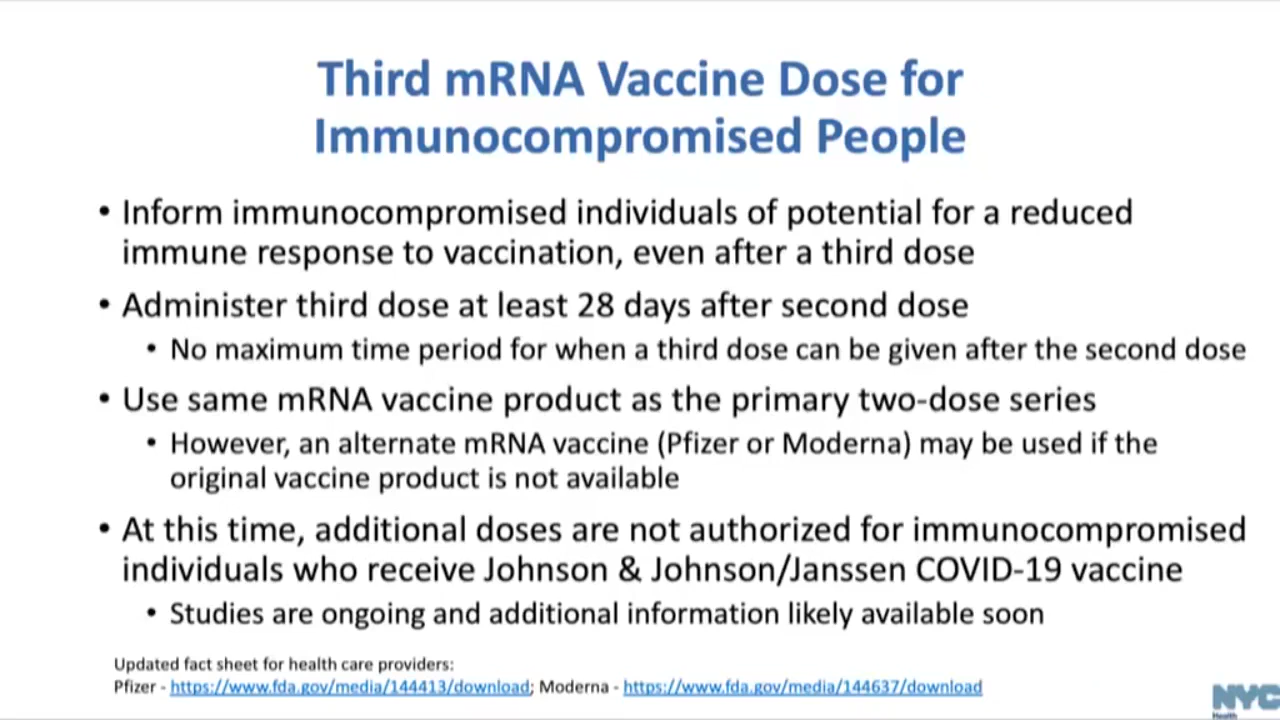 Third mRNA Vaccine Dose for
Immunocompromised People
• Inform immunocompromised individuals of potential for a reduced
immune response to vaccination, even after a third dose
• Administer third dose at least 28 days after second dose
• No maximum time period for when a third dose can be given after the second dose
• Use same mRNA vaccine product as the primary two-dose series
• However, an alternate mRNA vaccine (Pfizer or Moderna) may be used if the
original vaccine product is not available
• At this time, additional doses are not authorized for immunocompromised
individuals who receive Johnson & Johnson/Janssen COVID-19 vaccine
• Studies are ongoing and additional information likely available soon
Updated fact sheet for health care providers:
Pfizer - https://www.fda.gov/media/144413/download; Moderna - https://www.fda.gov/media/144637/download
NYC
Health